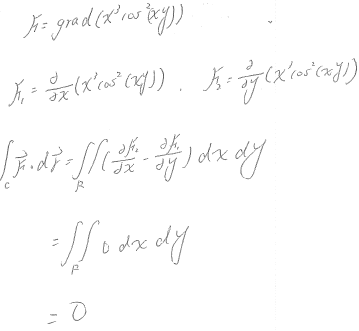 F = grad(x³cos²(xy))
F₁ = ∂/∂x (x³cos²(xy)) . F₂ = ∂/∂y (x³cos²(xy))
∫_C F⃗ · dr⃗ = ∬_R (∂F₂/∂x - ∂F₁/∂y) dx dy
= ∬_R 0 dx dy
= 0